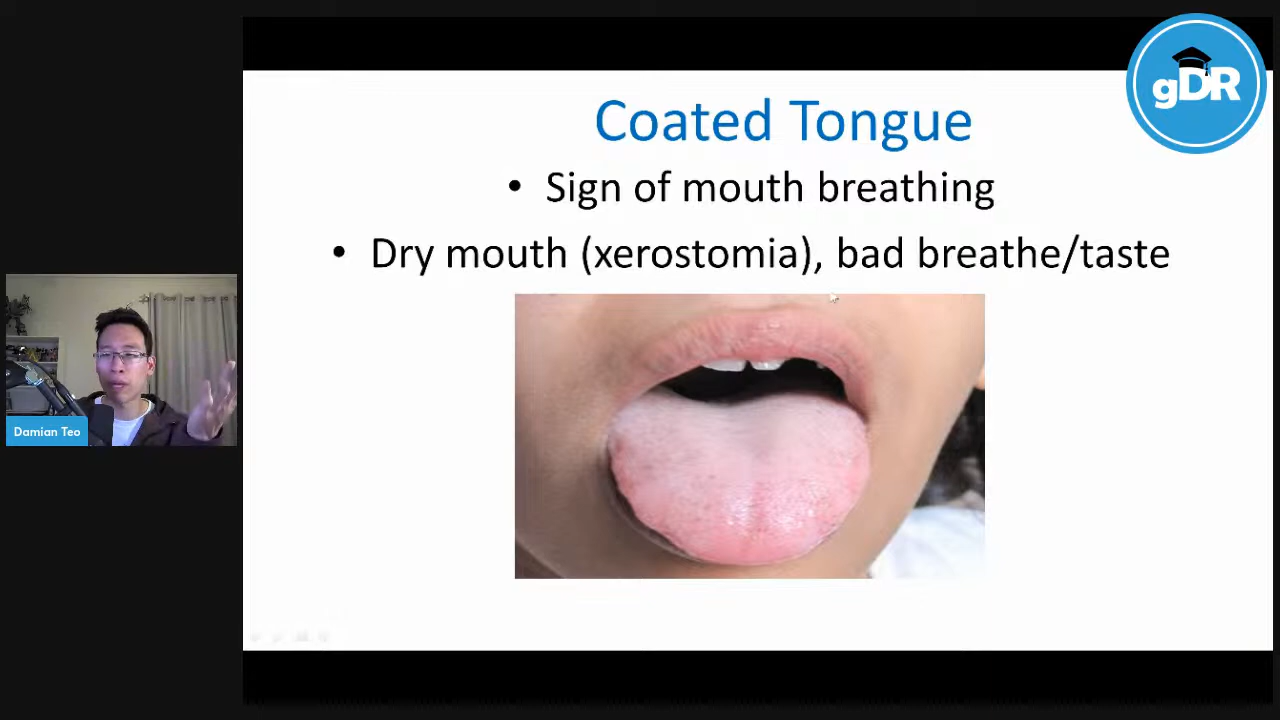 gDR
Coated Tongue
• Sign of mouth breathing
• Dry mouth (xerostomia), bad breathe/taste
Damian Teo